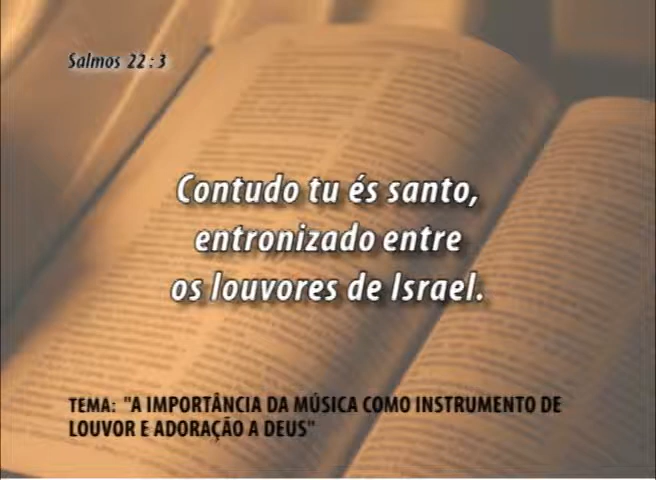 Salmos 22 : 3
Contudo tu és santo,
entronizado entre
os louvores de Israel.
TEMA: "A IMPORTÂNCIA DA MÚSICA COMO INSTRUMENTO DE
LOUVOR E ADORAÇÃO A DEUS"